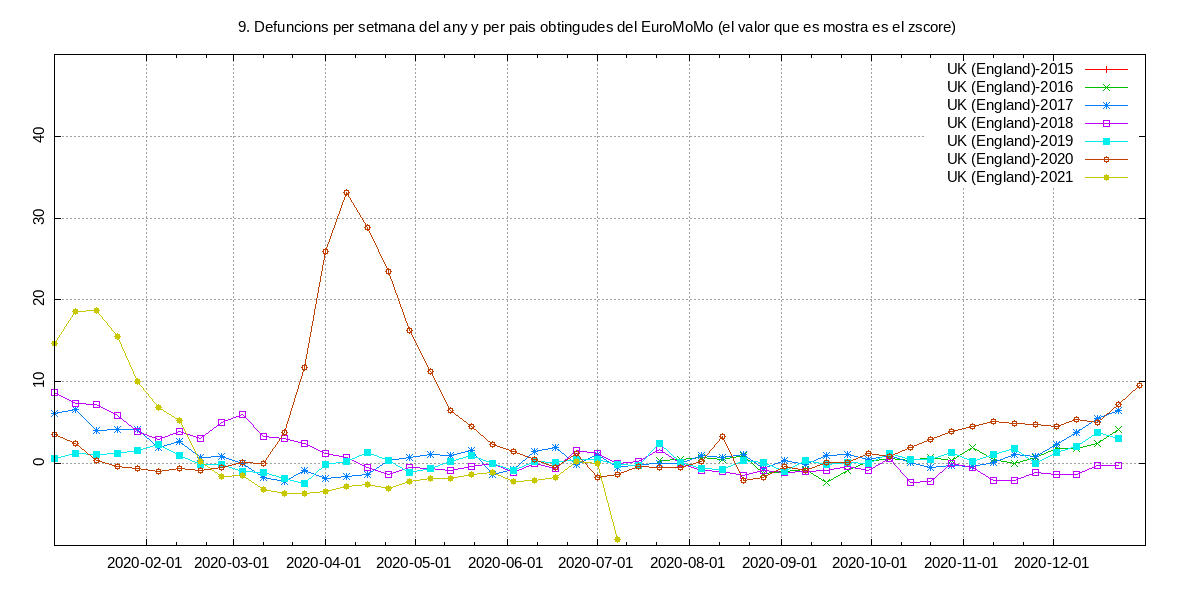 9. Defuncions per setmana del any y per pais obtingudes del EuroMoMo (el valor que es mostra es el zscore)
UK (England)-2015
UK (England)-2016
UK (England)-2017
UK (England)-2018
UK (England)-2019
UK (England)-2020
UK (England)-2021
40
30
20
10
0
2020-02-01 2020-03-01 2020-04-01 2020-05-01 2020-06-01 2020-07-01 2020-08-01 2020-09-01 2020-10-01 2020-11-01 2020-12-01